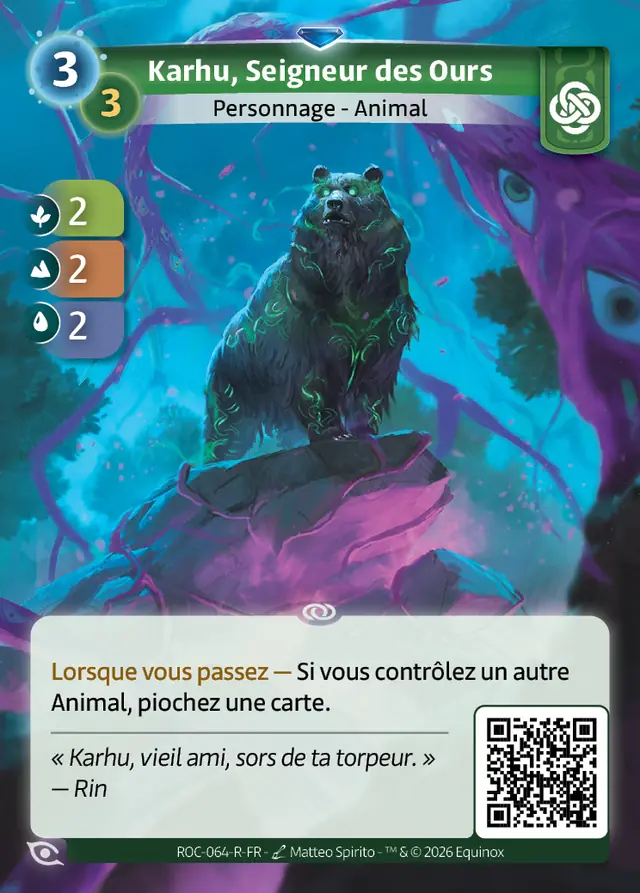 3
3
Karhu, Seigneur des Ours
Personnage - Animal
2
2
2
Lorsque vous passez — Si vous contrôlez un autre
Animal, piochez une carte.
« Karhu, vieil ami, sors de ta torpeur. »
— Rin
ROC-064-R-FR - Matteo Spirito - ™ & © 2026 Equinox